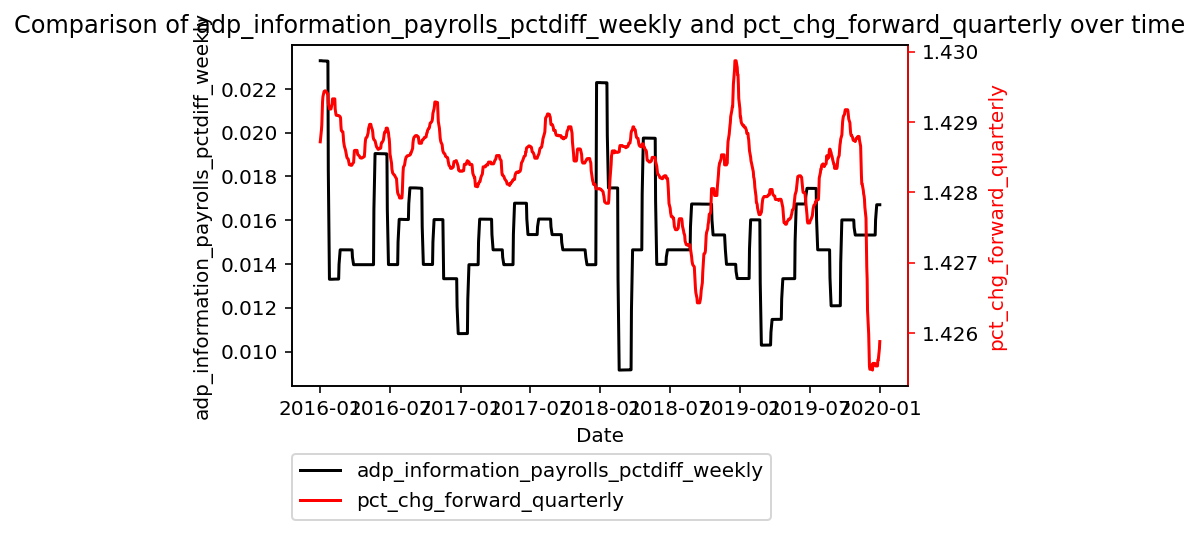 Comparison of adp_information_payrolls_pctdiff_weekly and pct_chg_forward_quarterly over time
adp_information_payrolls_pctdiff_weekly
0.022
0.020
0.018
0.016
0.014
0.012
0.010
1.430
1.429
1.428
1.427
1.426
pct_chg_forward_quarterly
2016-01 2016-07 2017-01 2017-07 2018-01 2018-07 2019-01 2019-07 2020-01
Date
adp_information_payrolls_pctdiff_weekly
pct_chg_forward_quarterly